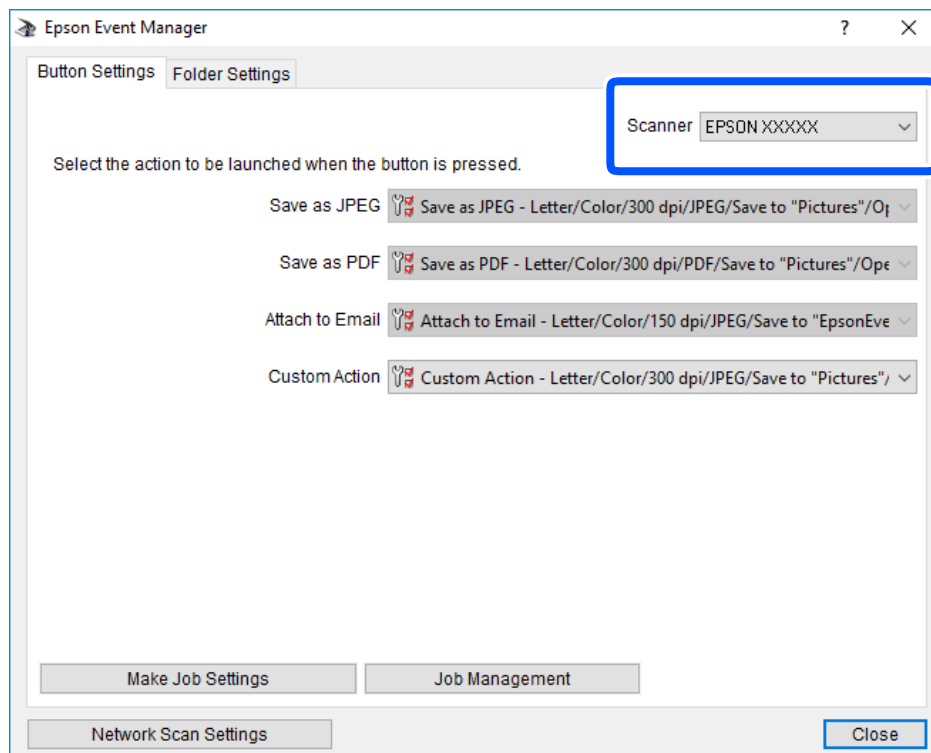 Epson Event Manager
Button Settings Folder Settings
Scanner EPSON XXXXX
Select the action to be launched when the button is pressed.
Save as JPEG Save as JPEG - Letter/Color/300 dpi/JPEG/Save to "Pictures"/Op
Save as PDF Save as PDF - Letter/Color/300 dpi/PDF/Save to "Pictures"/Ope
Attach to Email Attach to Email - Letter/Color/150 dpi/JPEG/Save to "EpsonEve
Custom Action Custom Action - Letter/Color/300 dpi/JPEG/Save to "Pictures"/
Make Job Settings Job Management
Network Scan Settings Close